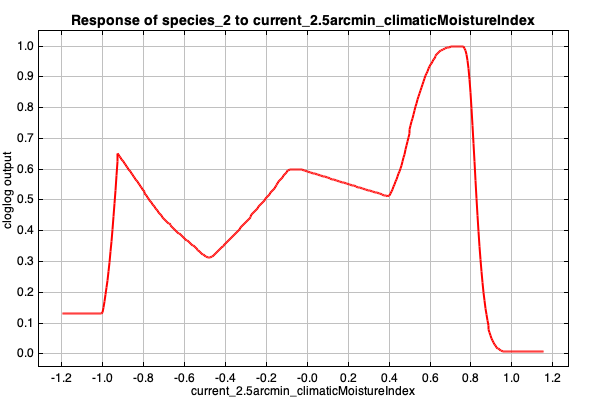 Response of species_2 to current_2.5arcmin_climaticMoistureIndex
cloglog output
1.0
0.9
0.8
0.7
0.6
0.5
0.4
0.3
0.2
0.1
0.0
-1.2 -1.0 -0.8 -0.6 -0.4 -0.2 -0.0 0.2 0.4 0.6 0.8 1.0 1.2
current_2.5arcmin_climaticMoistureIndex